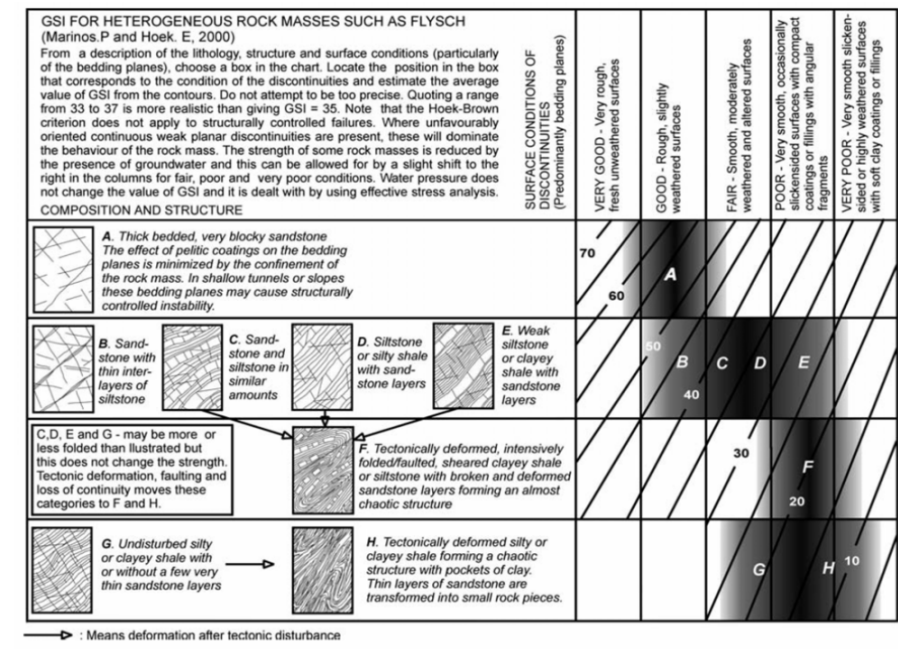 GSI FOR HETEROGENEOUS ROCK MASSES SUCH AS FLYSCH
(Marinos.P and Hoek. E, 2000)
From a description of the lithology, structure and surface conditions (particularly
of the bedding planes), choose a box in the chart. Locate the position in the box
that corresponds to the condition of the discontinuities and estimate the average
value of GSI from the contours. Do not attempt to be too precise. Quoting a range
from 33 to 37 is more realistic than giving GSI = 35. Note that the Hoek-Brown
criterion does not apply to structurally controlled failures. Where unfavourably
oriented continuous weak planar discontinuities are present, these will dominate
the behaviour of the rock mass. The strength of some rock masses is reduced by
the presence of groundwater and this can be allowed for by a slight shift to the
right in the columns for fair, poor and very poor conditions. Water pressure does
not change the value of GSI and it is dealt with by using effective stress analysis.
COMPOSITION AND STRUCTURE
SURFACE CONDITIONS OF
DISCONTINUITIES
(Predominantly bedding planes)
VERY GOOD - Very rough,
fresh unweathered surfaces
GOOD - Rough, slightly
weathered surfaces
FAIR - Smooth, moderately
weathered and altered surfaces
POOR - Very smooth, occasionally
slickensided surfaces with compact
coatings or fillings with angular
fragments
VERY POOR - Very smooth slicken-
sided or highly weathered surfaces
with soft clay coatings or fillings
A. Thick bedded, very blocky sandstone
The effect of pelitic coatings on the bedding
planes is minimized by the confinement of
the rock mass. In shallow tunnels or slopes
these bedding planes may cause structurally
controlled instability.
70
60
A
B. Sand-
stone with
thin inter-
layers of
siltstone
C. Sand-
stone and
siltstone in
similar
amounts
D. Siltstone
or silty shale
with sand-
stone layers
E. Weak
siltstone
or clayey
shale with
sandstone
layers
50
B
C
D
E
40
C,D, E and G - may be more or
less folded than llustrated but
this does not change the strength.
Tectonic deformation, faulting and
loss of continuity moves these
categories to F and H.
F. Tectonically deformed, intensively
folded/faulted, sheared clayey shale
or siltstone with broken and deformed
sandstone layers forming an almost
chaotic structure
30
F
20
G. Undisturbed silty
or clayey shale with
or without a few very
thin sandstone layers
H. Tectonically deformed silty or
clayey shale forming a chaotic
structure with pockets of clay.
Thin layers of sandstone are
transformed into small rock pieces.
G
H
10
: Means deformation after tectonic disturbance